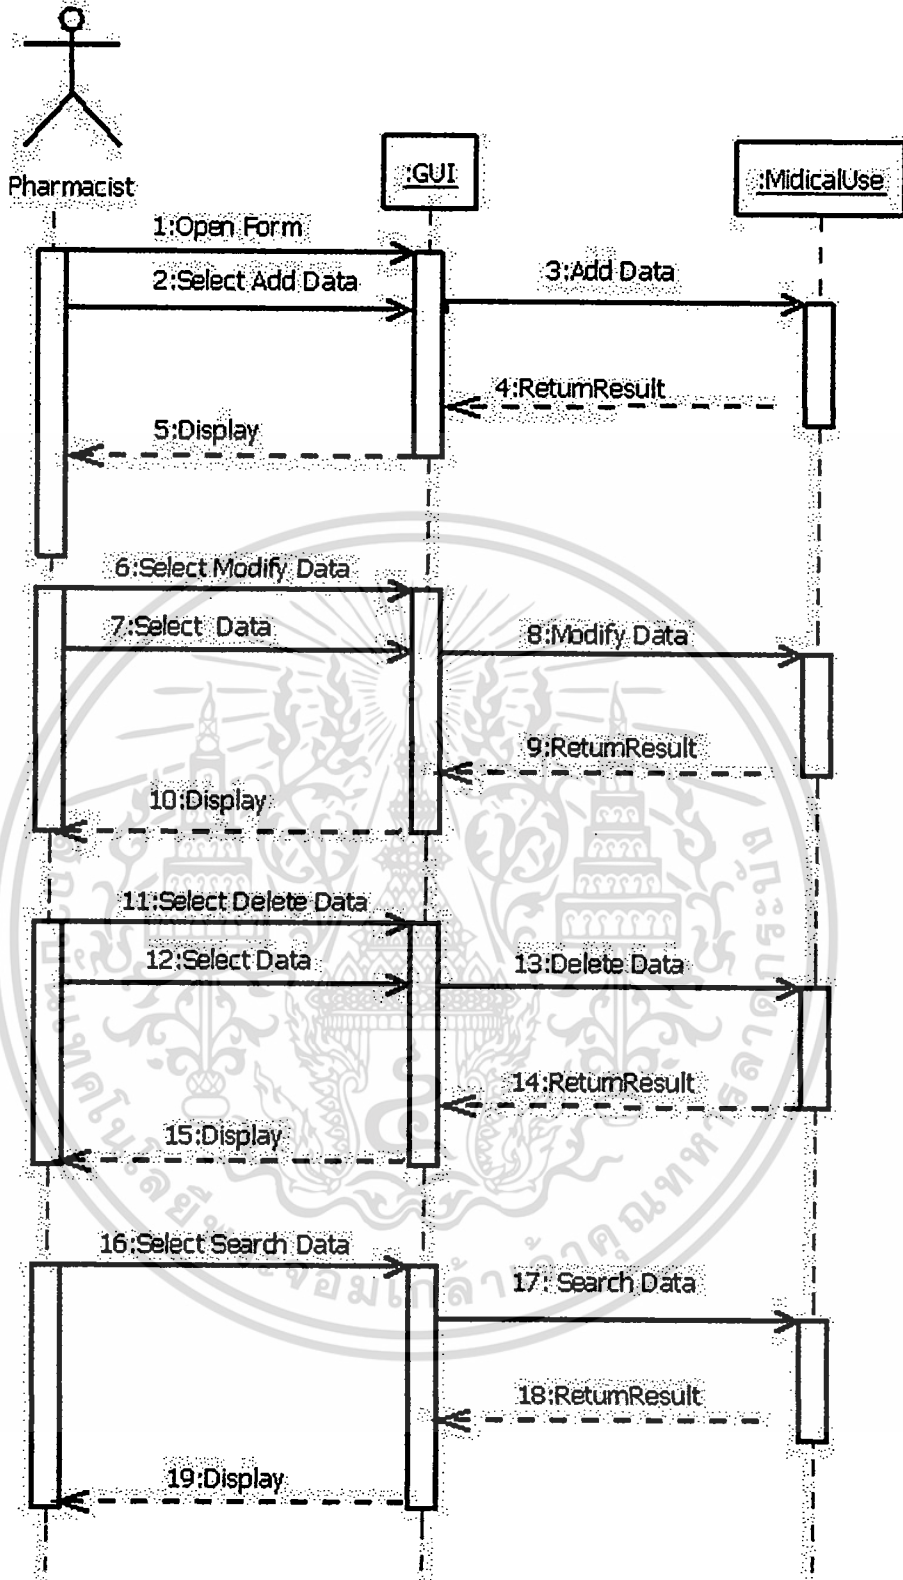 Pharmacist
:GUI
:MidicalUse
1:Open Form
2:Select Add Data
3:Add Data
4:ReturnResult
5:Display
6:Select Modify Data
7:Select Data
8:Modify Data
9:ReturnResult
10:Display
11:Select Delete Data
12:Select Data
13:Delete Data
14:ReturnResult
15:Display
16:Select Search Data
17: Search Data
18:ReturnResult
19:Display